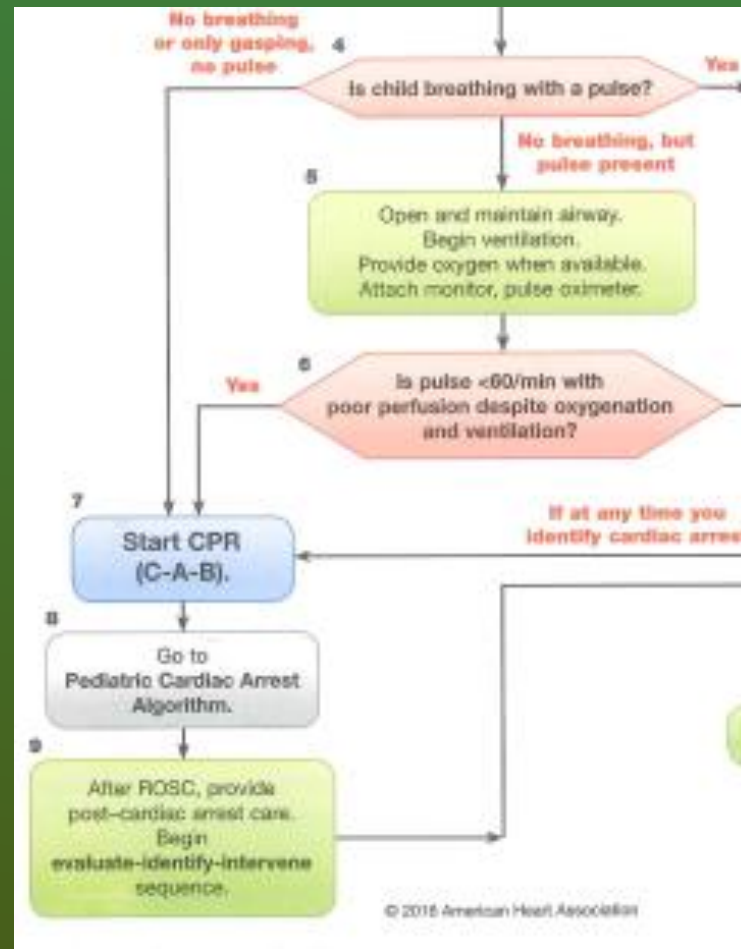 No breathing
or only gasping,
no pulse
4
Is child breathing with a pulse?
Yes
No breathing, but
pulse present
5
Open and maintain airway.
Begin ventilation.
Provide oxygen when available.
Attach monitor, pulse oximeter.
6
Is pulse <60/min with
poor perfusion despite oxygenation
and ventilation?
Yes
7
Start CPR
(C-A-B).
If at any time you
identify cardiac arrest
8
Go to
Pediatric Cardiac Arrest
Algorithm.
9
After ROSC, provide
post–cardiac arrest care.
Begin
evaluate-identify-intervene
sequence.
© 2016 American Heart Association